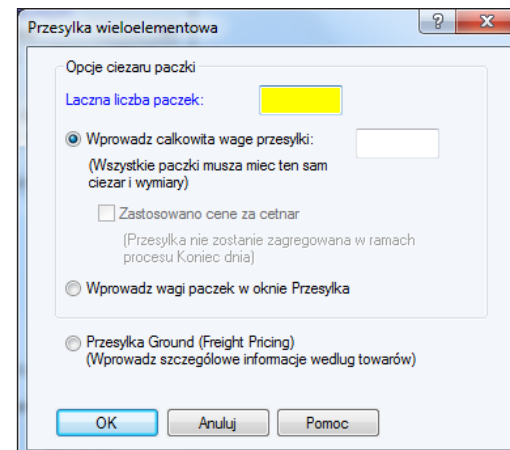 Przesylka wieloelementowa
Opcje ciezaru paczki
Laczna liczba paczek:
Wprowadz calkowita wage przesylki:
(Wszystkie paczki musza miec ten sam
ciezar i wymiary)
Zastosowano cene za cetnar
(Przesylka nie zostanie zagregowana w ramach
procesu Koniec dnia)
Wprowadz wagi paczek w oknie Przesylka
Przesylka Ground (Freight Pricing)
(Wprowadz szczególowe informacje wedlug towarów)
OK Anuluj Pomoc